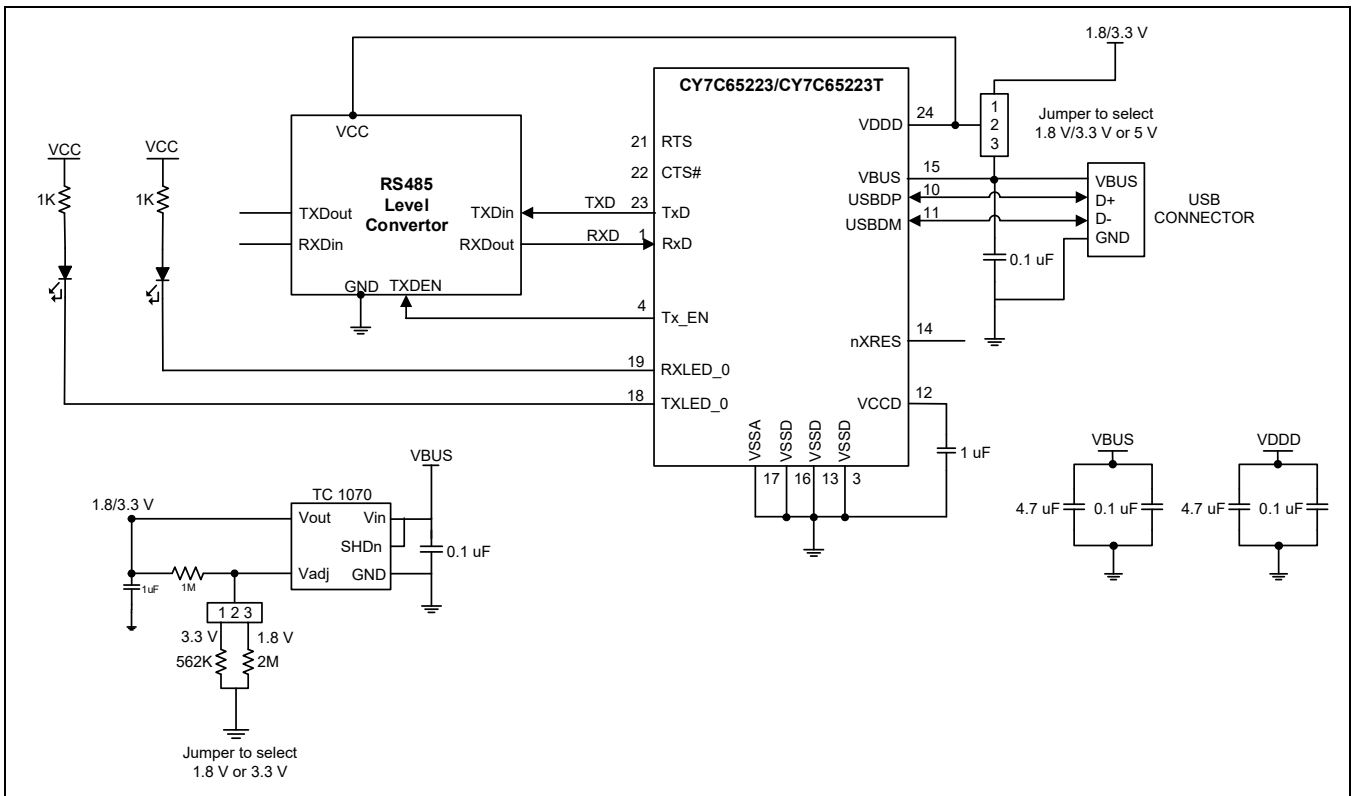 1.8/3.3 V
CY7C65223/CY7C65223T
1
2
3
Jumper to select
1.8 V/3.3 V or 5 V
VDDD
24
VCC
VCC
VCC
1K
1K
RS485
Level
Convertor
TXDout
RXDin
TXDin
RXDout
GND
TXDEN
TXD
RXD
21
RTS
22
CTS#
23
TxD
1
RxD
4
Tx_EN
19
RXLED_0
18
TXLED_0
VBUS
15
USBDP
10
USBDM
11
VBUS
D+
D-
GND
USB
CONNECTOR
0.1 uF
nXRES
14
VCCD
12
1 uF
VSSA
VSSD
VSSD
VSSD
17
16
13
3
VBUS
4.7 uF
0.1 uF
VDDD
4.7 uF
0.1 uF
1.8/3.3 V
TC 1070
VBUS
Vout
Vin
SHDn
Vadj
GND
0.1 uF
1uF
1M
1 2 3
3.3 V
1.8 V
562K
2M
Jumper to select
1.8 V or 3.3 V